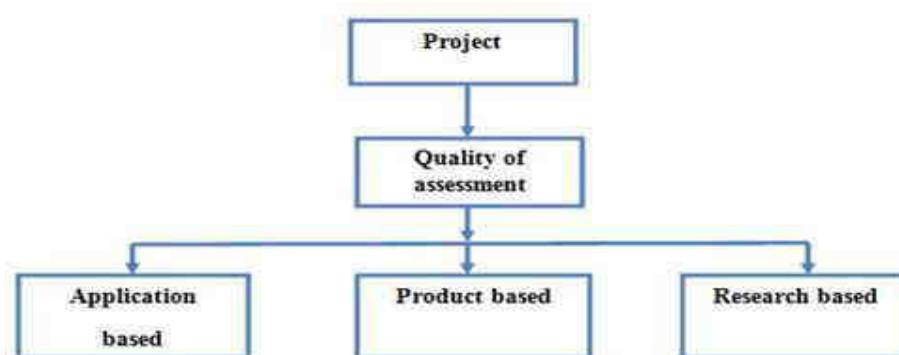 Project
Quality of
assessment
Application
based
Product based
Research based